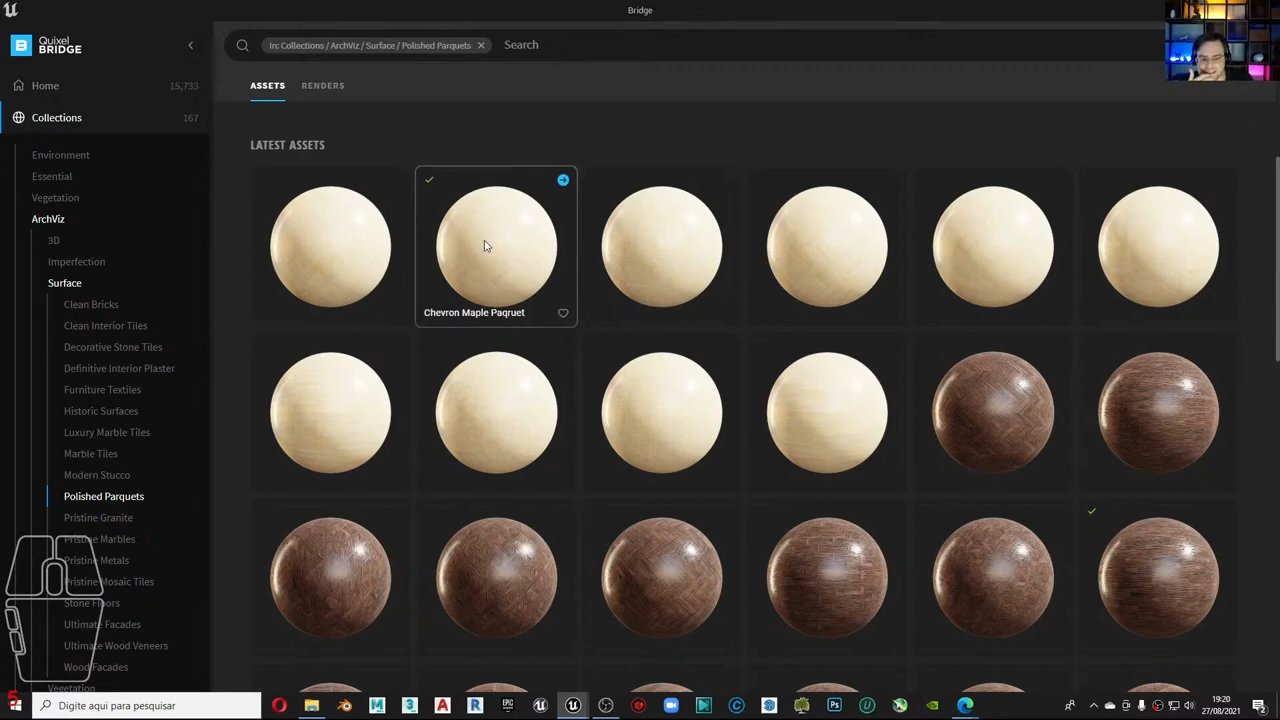 Bridge
Quixel
BRIDGE
In: Collections / ArchViz / Surface / Polished Parquets
Search
Home 15,733
Collections 167
Environment
Essential
Vegetation
ArchViz
3D
Imperfection
Surface
Clean Bricks
Clean Interior Tiles
Decorative Stone Tiles
Definitive Interior Plaster
Furniture Textiles
Historic Surfaces
Luxury Marble Tiles
Marble Tiles
Modern Stucco
Polished Parquets
Pristine Granite
Pristine Marbles
Pristine Metals
Pristine Mosaic Tiles
Stone Floors
Ultimate Facades
Ultimate Wood Veneers
Wood Facades
Vegetation
ASSETS RENDERS
LATEST ASSETS
Chevron Maple Paqruet
5
Digite aqui para pesquisar
19:20
27/08/2021